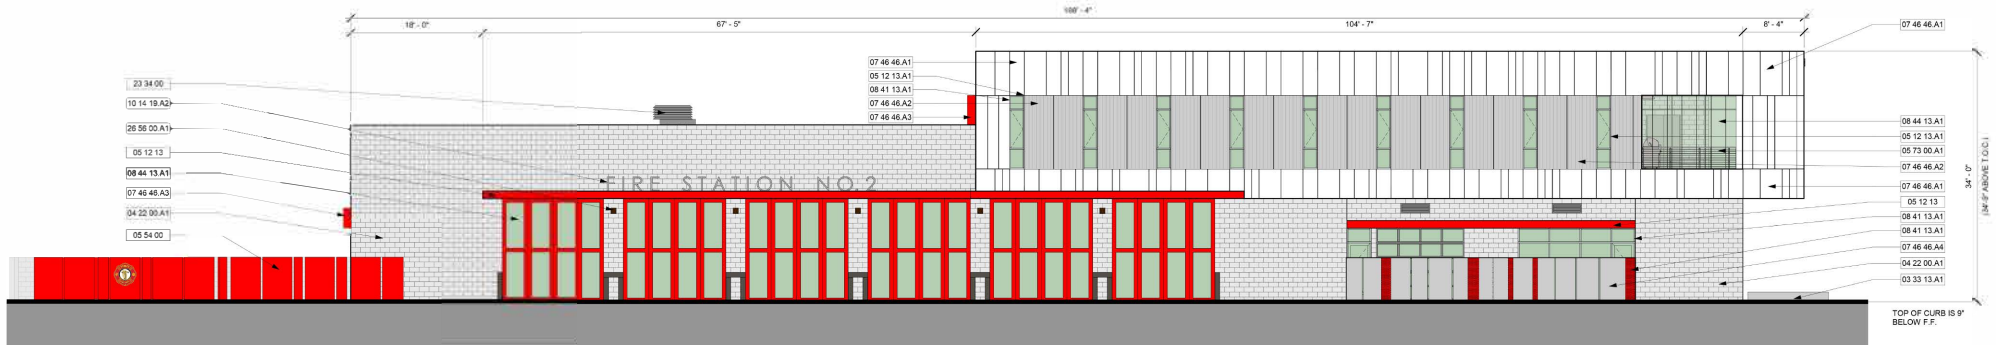 198' - 4"
18' - 0"
67' - 5"
104' - 7"
8' - 4"
07 46 46.A1
07 46 46.A1
05 12 13.A1
08 41 13.A1
07 46 46.A2
07 46 46.A3
23 34 00
10 14 19.A2
26 56 00.A1
05 12 13
08 44 13.A1
07 46 46.A3
04 22 00.A1
05 54 00
FIRE STATION NO.2
08 44 13.A1
05 12 13.A1
05 73 00.A1
07 46 46.A2
07 46 46.A1
05 12 13
08 41 13.A1
08 41 13.A1
07 46 46.A4
04 22 00.A1
03 33 13.A1
34' - 0"
(34'-9" ABOVE T.O.C.)
TOP OF CURB IS 9"
BELOW F.F.